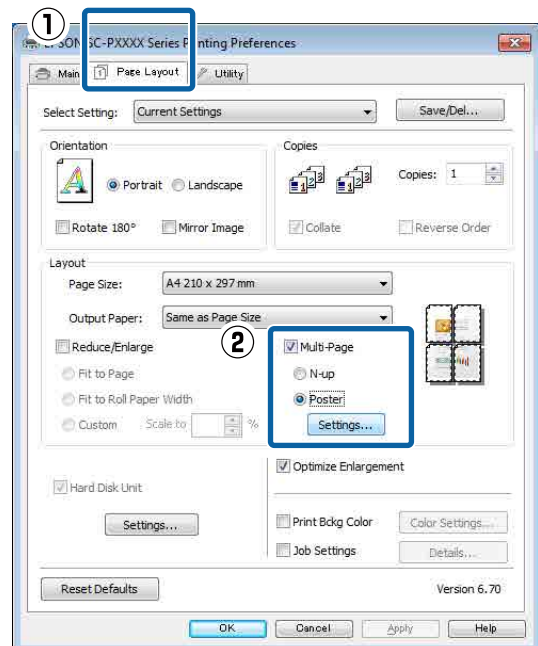 ①
EPSON SC-PXXXX Series Printing Preferences
Main Page Layout Utility
Select Setting: Current Settings Save/Del...
Orientation Copies
Portrait Landscape Copies: 1
Rotate 180° Mirror Image Collate Reverse Order
Layout
Page Size: A4 210 x 297 mm
Output Paper: Same as Page Size
②
Reduce/Enlarge Multi-Page
Fit to Page N-up
Fit to Roll Paper Width Poster
Custom Scale to % Settings...
Optimize Enlargement
Hard Disk Unit
Settings... Print Bckg Color Color Settings...
Job Settings Details...
Reset Defaults Version 6.70
OK Cancel Apply Help